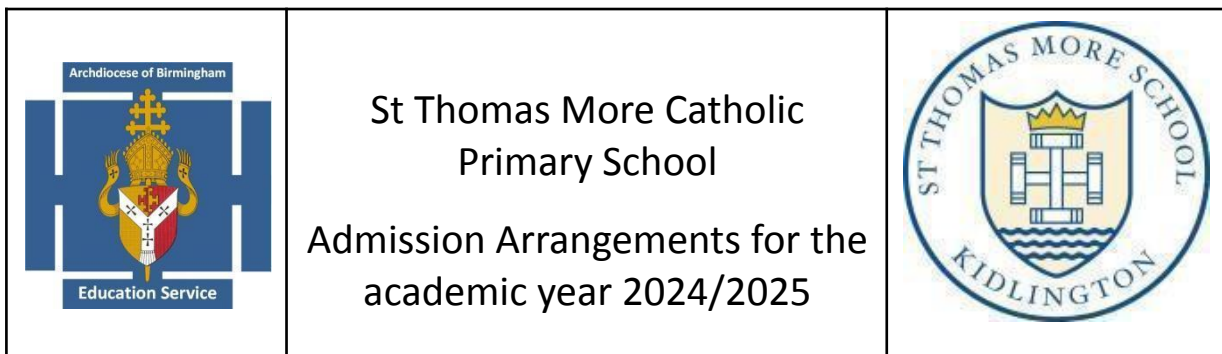 Archdiocese of Birmingham
Education Service
St Thomas More Catholic
Primary School
Admission Arrangements for the
academic year 2024/2025
ST THOMAS MORE SCHOOL
KIDLINGTON